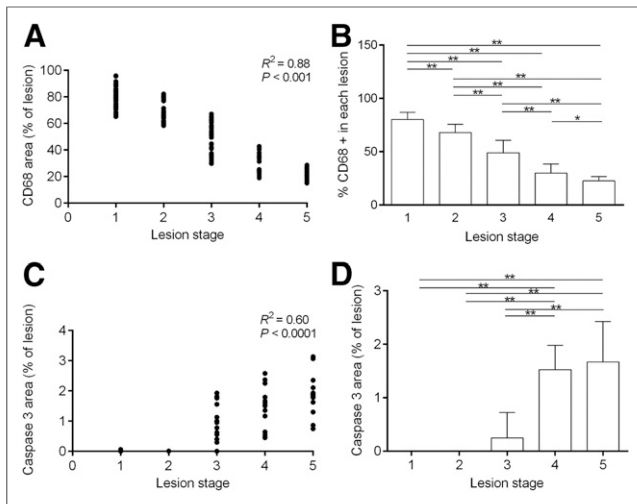 A
R² = 0.88
P < 0.001
CD68 area (% of lesion)
100
80
60
40
20
0
0 1 2 3 4 5
Lesion stage
B
% CD68 + in each lesion
150
100
50
0
**
**
**
**
**
**
**
**
**
*
1 2 3 4 5
Lesion stage
C
R² = 0.60
P < 0.0001
Caspase 3 area (% of lesion)
4
3
2
1
0
0 1 2 3 4 5
Lesion stage
D
Caspase 3 area (% of lesion)
3
2
1
0
**
**
**
**
**
**
1 2 3 4 5
Lesion stage